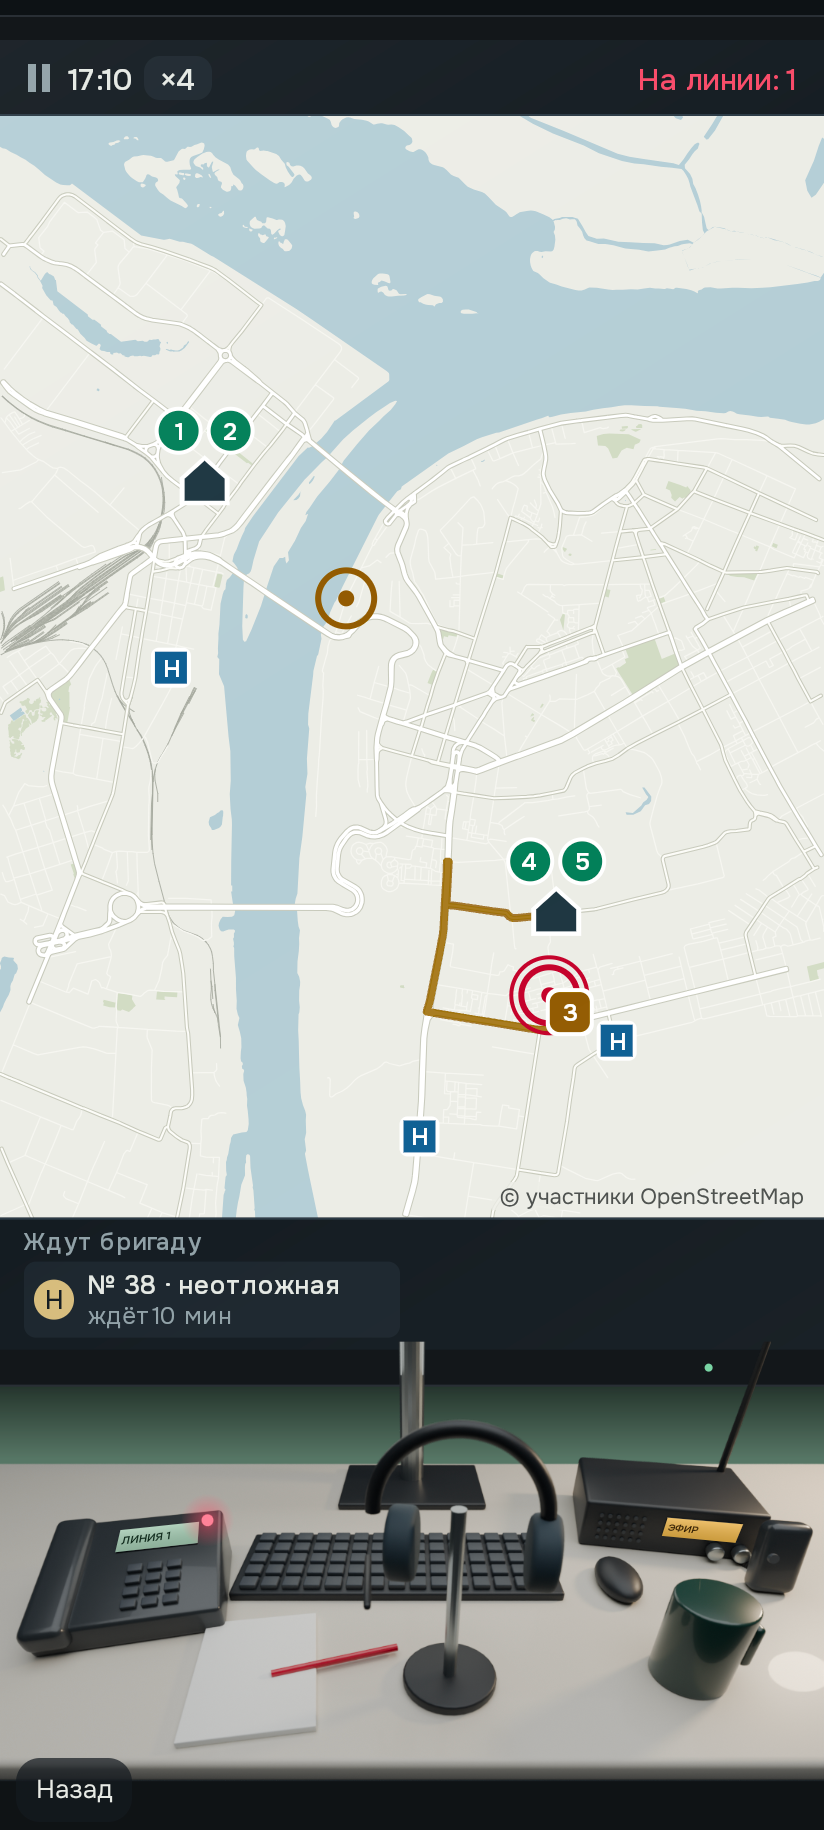 17:10 ×4 На линии: 1
1 2
H
4 5
3
H
H
© участники OpenStreetMap
Ждут бригаду
Н № 38 · неотложная
ждёт 10 мин
ЛИНИЯ 1
ЭФИР
Назад